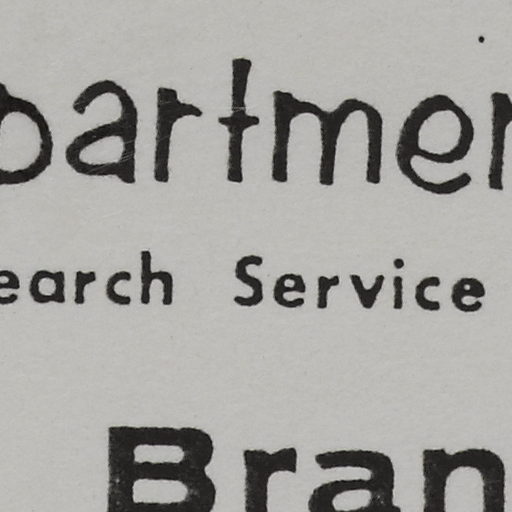 partmen
earch Service
Bran